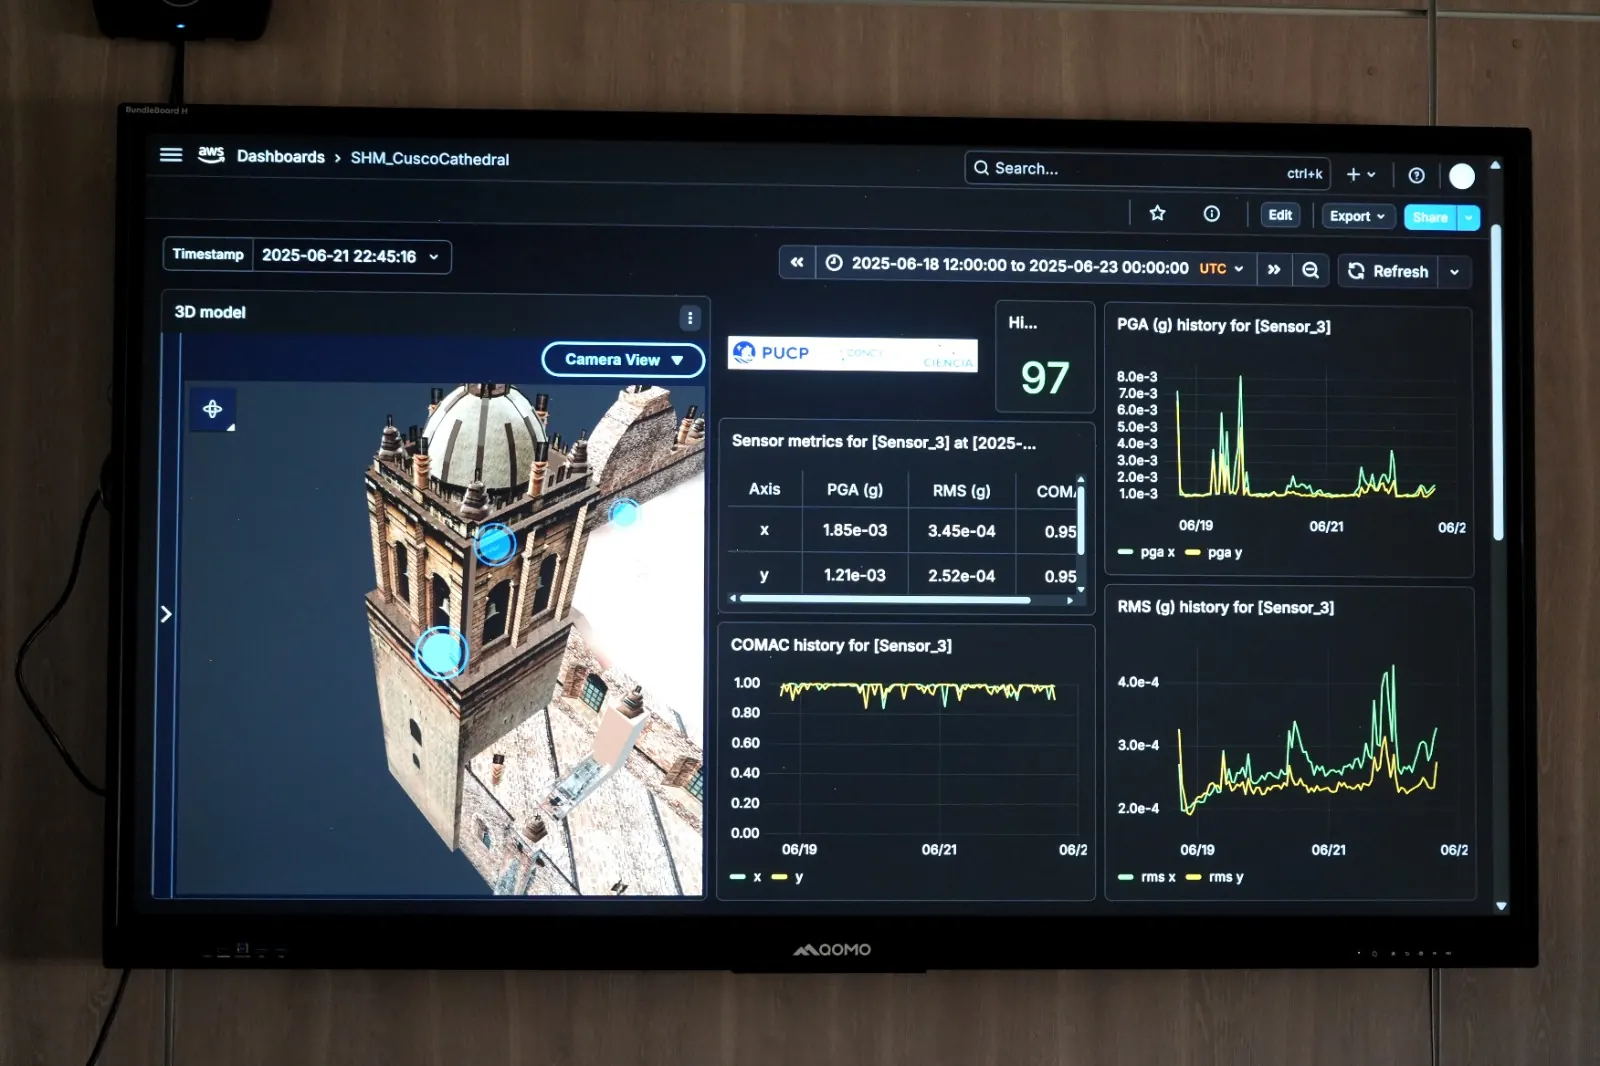 BundleBoard H
aws Dashboards › SHM_CuscoCathedral
Search... ctrl+k
Edit Export Share
Timestamp 2025-06-21 22:45:16
2025-06-18 12:00:00 to 2025-06-23 00:00:00 UTC
Refresh
3D model
Camera View
PUCP
CIENCIA
Hi...
97
Sensor metrics for [Sensor_3] at [2025-...
Axis PGA (g) RMS (g) COMA
x 1.85e-03 3.45e-04 0.95
y 1.21e-03 2.52e-04 0.95
COMAC history for [Sensor_3]
1.00
0.80
0.60
0.40
0.20
0.00
06/19 06/21 06/2
x y
PGA (g) history for [Sensor_3]
8.0e-3
7.0e-3
6.0e-3
5.0e-3
4.0e-3
3.0e-3
2.0e-3
1.0e-3
06/19 06/21 06/2
pga x pga y
RMS (g) history for [Sensor_3]
4.0e-4
3.0e-4
2.0e-4
06/19 06/21 06/2
rms x rms y
QOMO